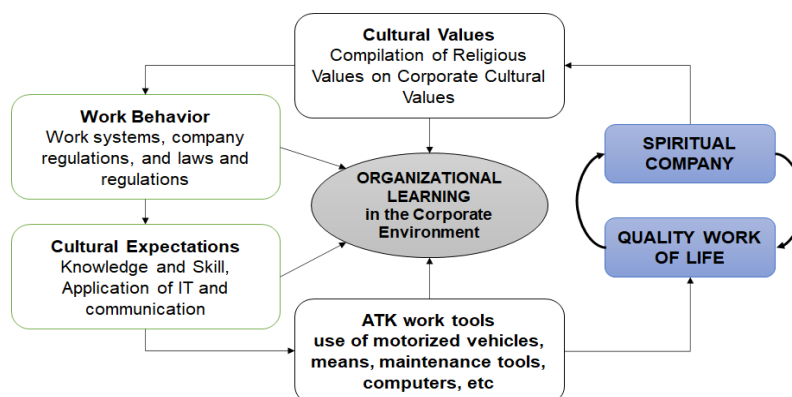 Cultural Values
Compilation of Religious
Values on Corporate Cultural
Values
Work Behavior
Work systems, company
regulations, and laws and
regulations
ORGANIZATIONAL
LEARNING
in the Corporate
Environment
SPIRITUAL
COMPANY
Cultural Expectations
Knowledge and Skill,
Application of IT and
communication
QUALITY WORK
OF LIFE
ATK work tools
use of motorized vehicles,
means, maintenance tools,
computers, etc